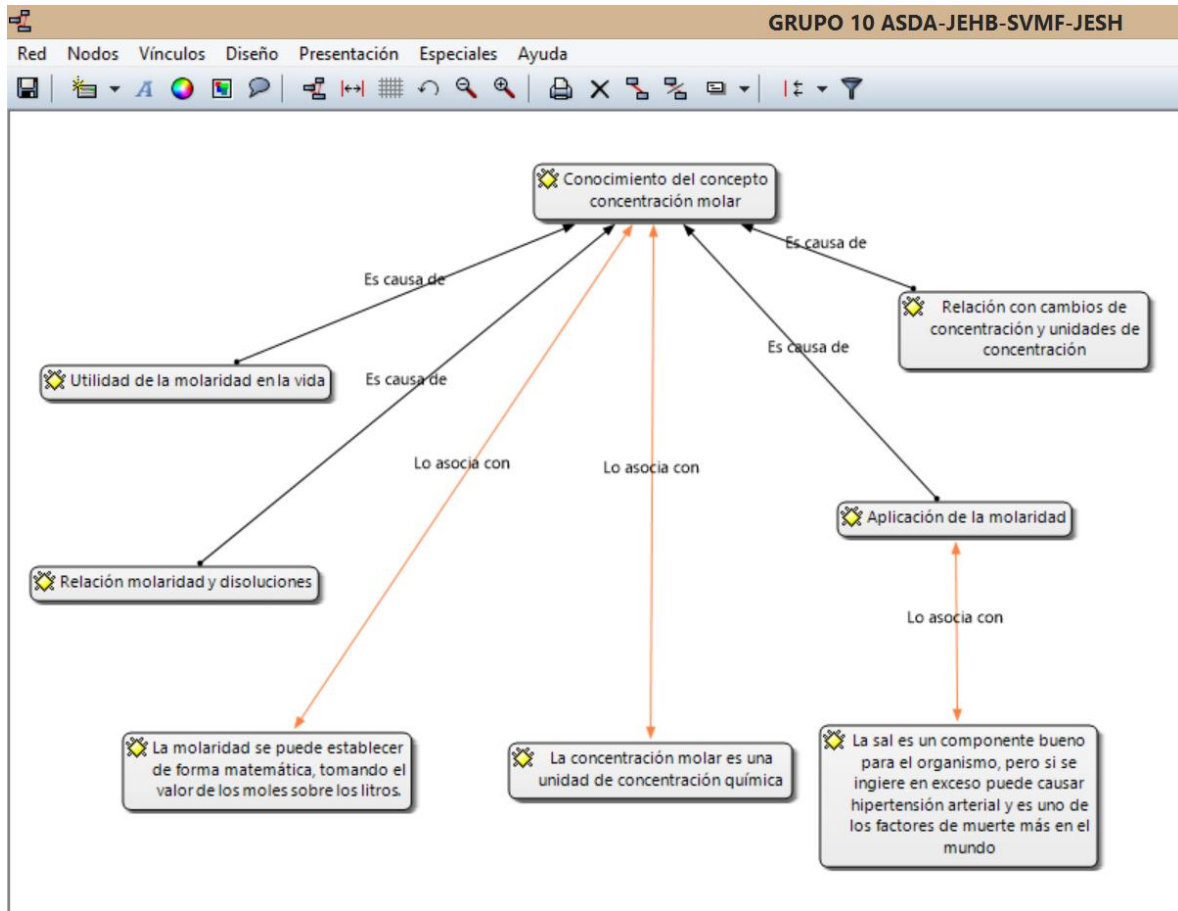 GRUPO 10 ASDA-JEHB-SVMF-JESH
Red Nodos Vínculos Diseño Presentación Especiales Ayuda
A
Conocimiento del concepto
concentración molar
Es causa de
Es causa de
Relación con cambios de
concentración y unidades de
concentración
Es causa de
Utilidad de la molaridad en la vida
Es causa de
Lo asocia con
Lo asocia con
Aplicación de la molaridad
Relación molaridad y disoluciones
Lo asocia con
La molaridad se puede establecer
de forma matemática, tomando el
valor de los moles sobre los litros.
La concentración molar es una
unidad de concentración química
La sal es un componente bueno
para el organismo, pero si se
ingiere en exceso puede causar
hipertensión arterial y es uno de
los factores de muerte más en el
mundo